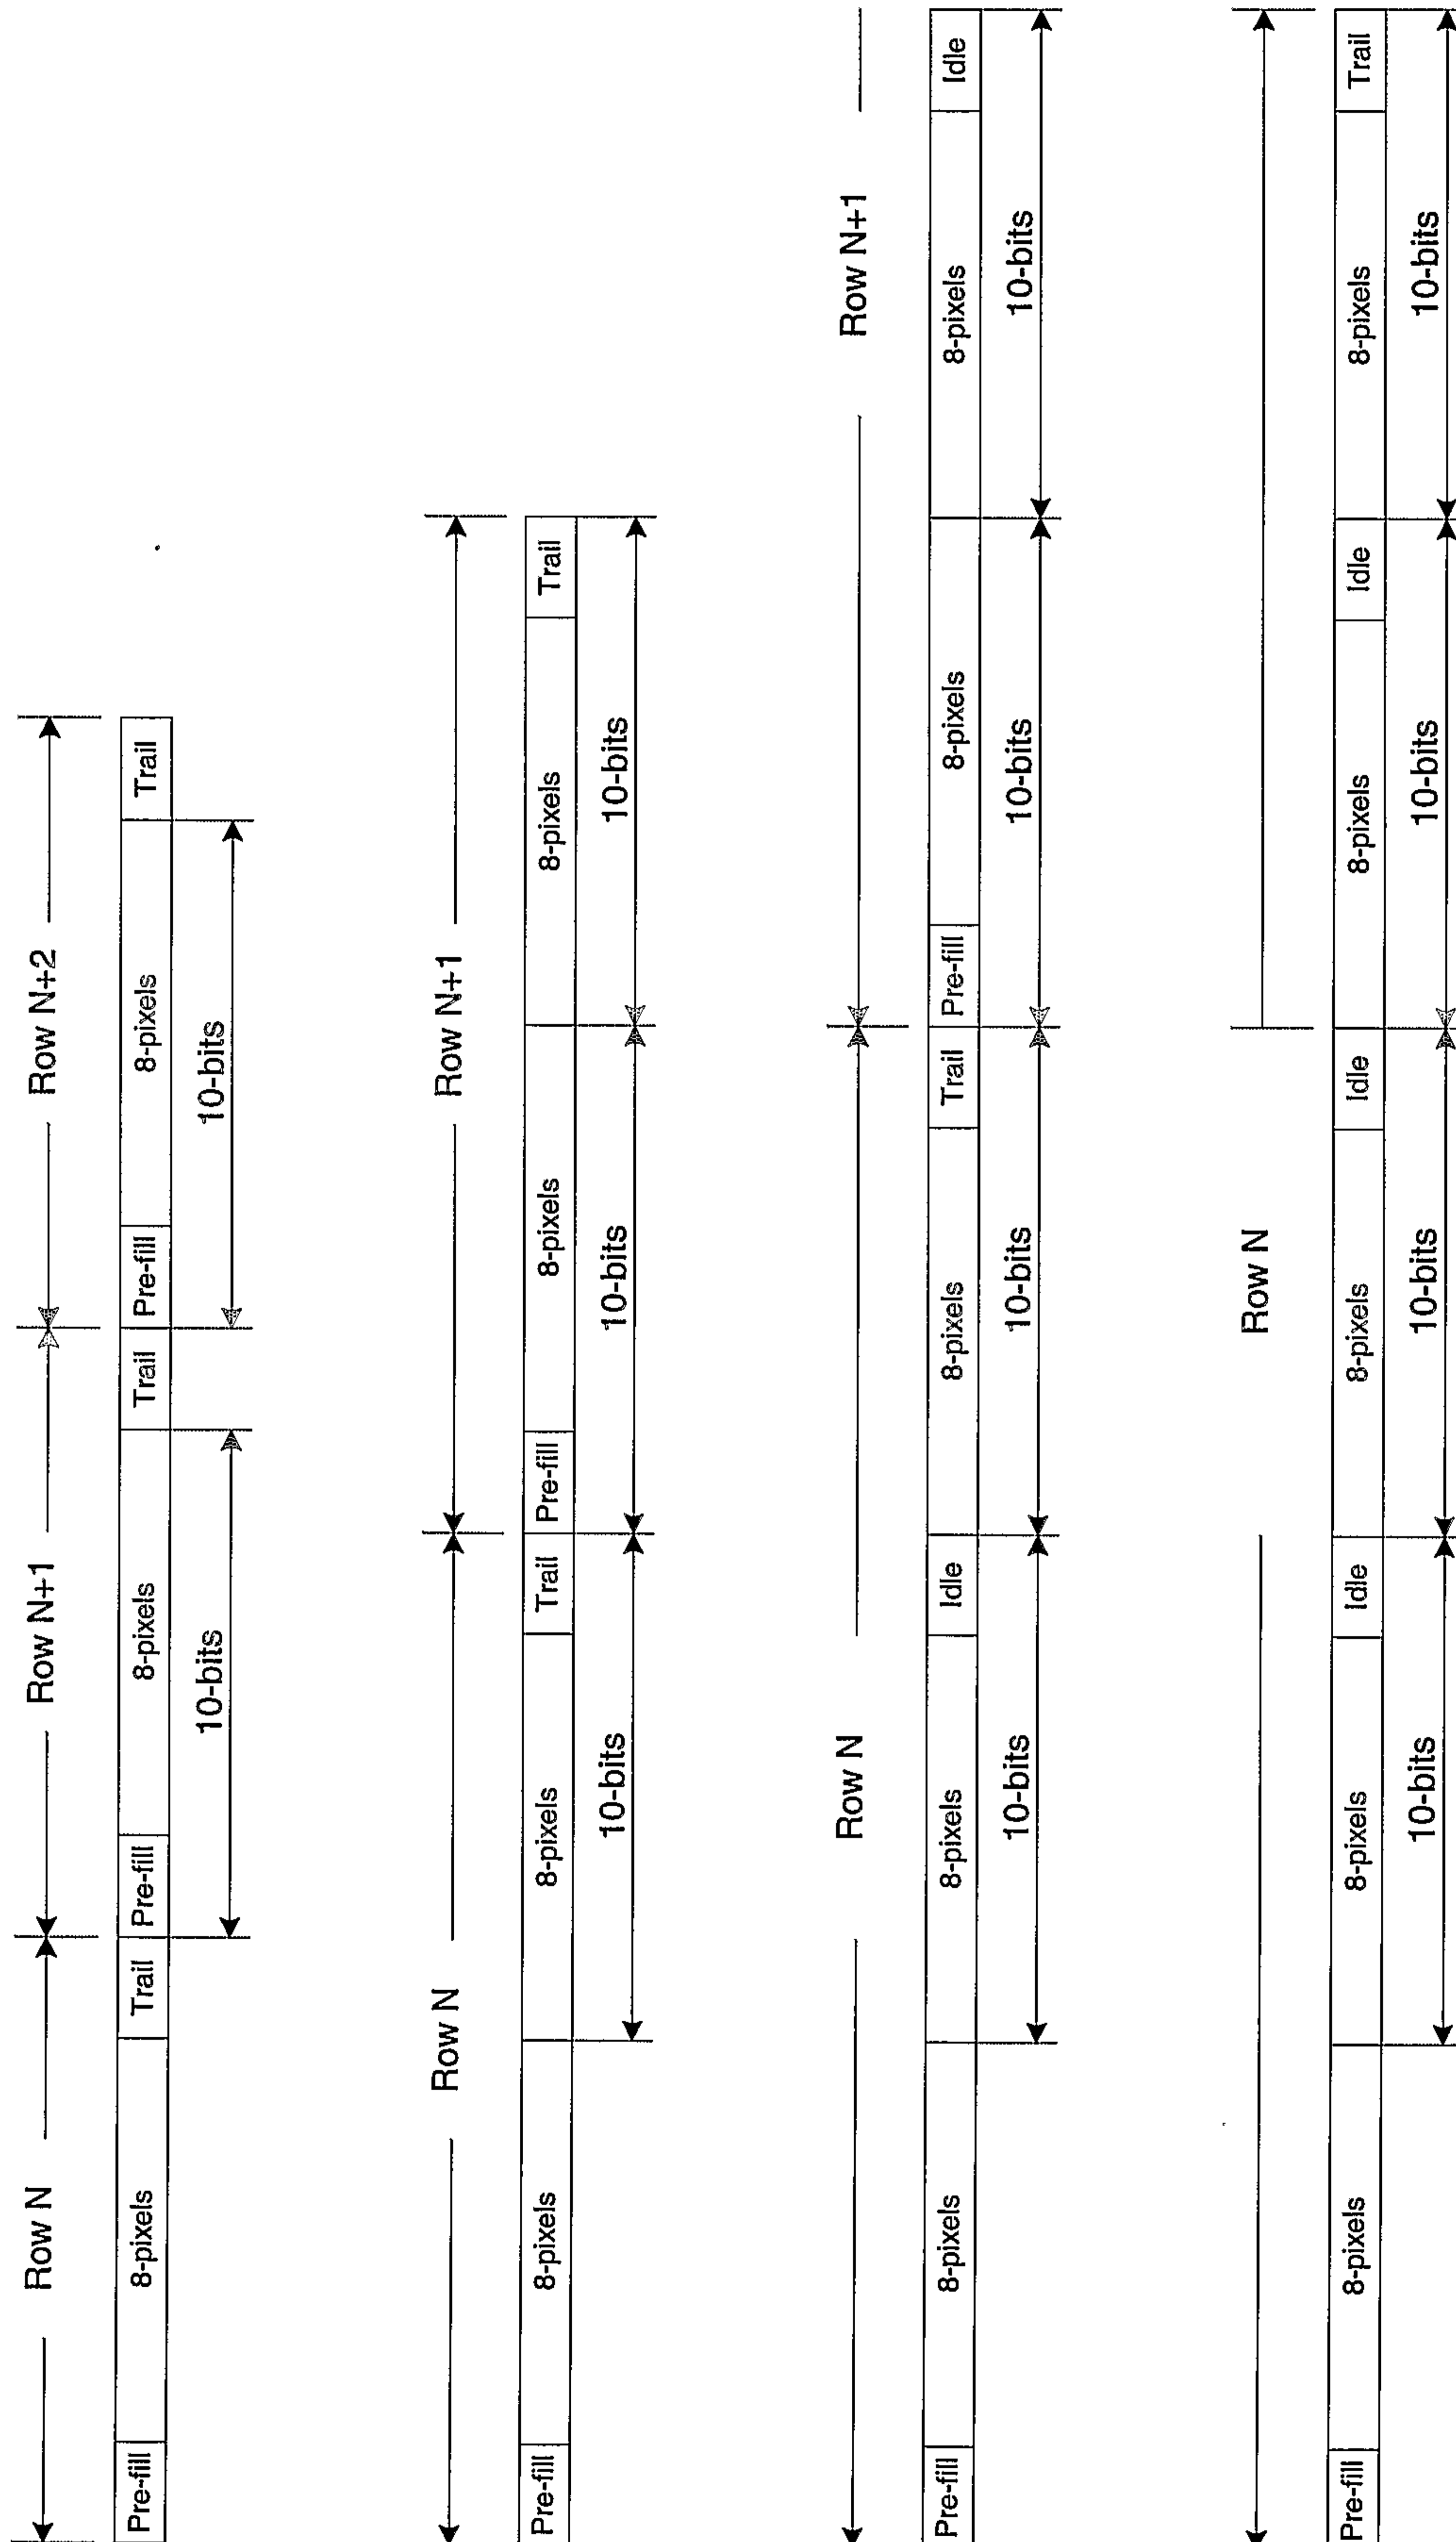 Row N Row N+1 Row N+2
Pre-fill 8-pixels Trail Pre-fill 8-pixels Trail Pre-fill 8-pixels Trail
10-bits 10-bits
Row N Row N+1
Pre-fill 8-pixels 8-pixels Trail Pre-fill 8-pixels 8-pixels Trail
10-bits 10-bits 10-bits
Row N Row N+1
Pre-fill 8-pixels 8-pixels Idle 8-pixels Trail Pre-fill 8-pixels 8-pixels Idle
10-bits 10-bits 10-bits 10-bits
Row N
Pre-fill 8-pixels 8-pixels Idle 8-pixels Idle 8-pixels Idle 8-pixels Trail
10-bits 10-bits 10-bits 10-bits